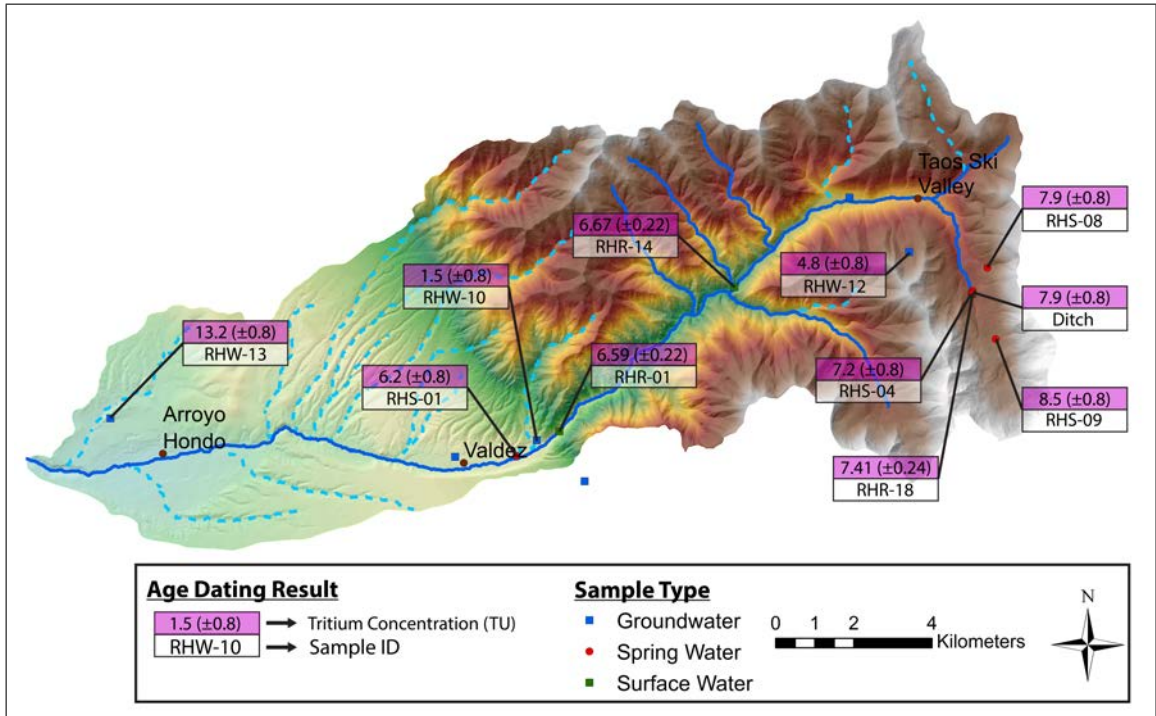 Taos Ski
Valley
7.9 (±0.8)
RHS-08
6.67 (±0.22)
RHR-14
4.8 (±0.8)
RHW-12
1.5 (±0.8)
RHW-10
7.9 (±0.8)
Ditch
13.2 (±0.8)
RHW-13
6.59 (±0.22)
RHR-01
6.2 (±0.8)
RHS-01
7.2 (±0.8)
RHS-04
8.5 (±0.8)
RHS-09
Arroyo
Hondo
Valdez
7.41 (±0.24)
RHR-18
Age Dating Result
1.5 (±0.8)
Tritium Concentration (TU)
RHW-10
Sample ID
Sample Type
Groundwater
Spring Water
Surface Water
0 1 2 4
Kilometers
N